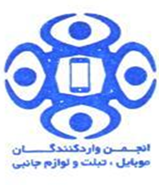 انجمن واردکنندگان
موبایل ، تبلت و لوازم جانبی